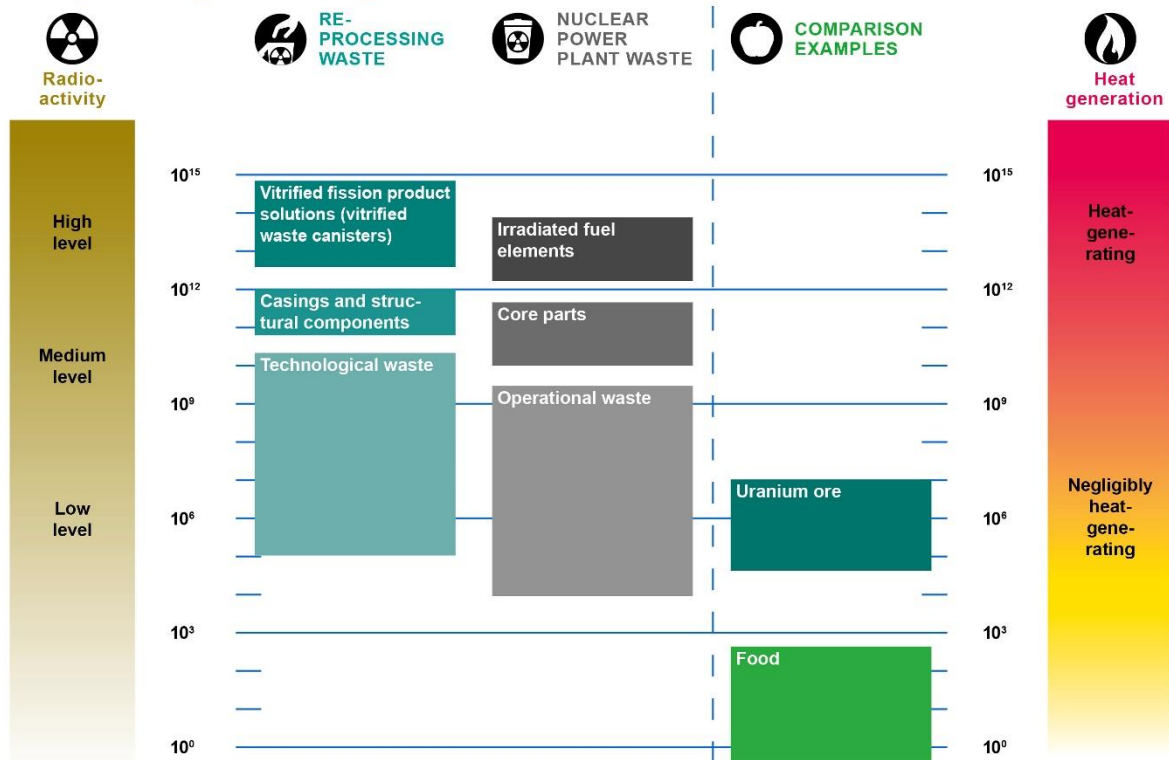 Radio-
activity
RE-
PROCESSING
WASTE
NUCLEAR
POWER
PLANT WASTE
COMPARISON
EXAMPLES
Heat
generation
High
level
Medium
level
Low
level
10¹⁵
10¹²
10⁹
10⁶
10³
10⁰
Vitrified fission product
solutions (vitrified
waste canisters)
Casings and struc-
tural components
Technological waste
Irradiated fuel
elements
Core parts
Operational waste
Uranium ore
Food
10¹⁵
10¹²
10⁹
10⁶
10³
10⁰
Heat-
gene-
rating
Negligibly
heat-
gene-
rating